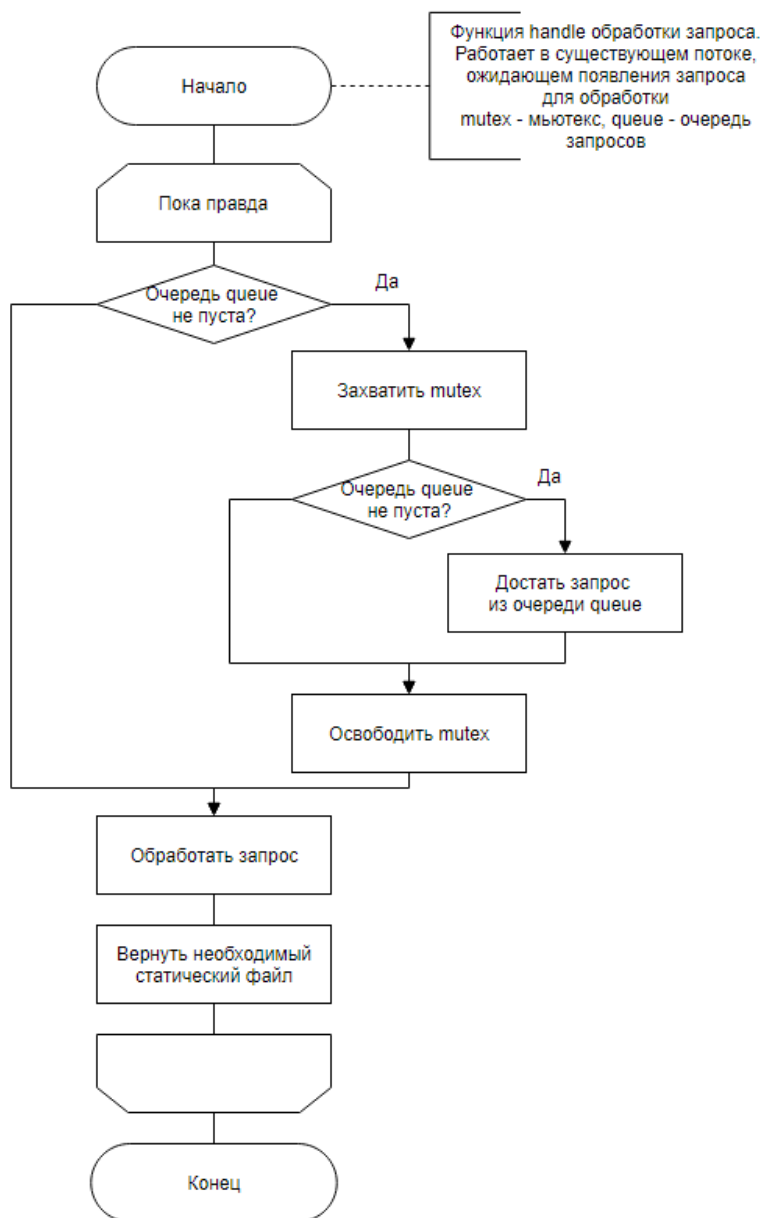 Функция handle обработки запроса.
Работает в существующем потоке,
ожидающем появления запроса
для обработки
mutex - мьютекс, queue - очередь
запросов
Начало
Пока правда
Очередь queue
не пуста?
Да
Захватить mutex
Очередь queue
не пуста?
Да
Достать запрос
из очереди queue
Освободить mutex
Обработать запрос
Вернуть необходимый
статический файл
Конец